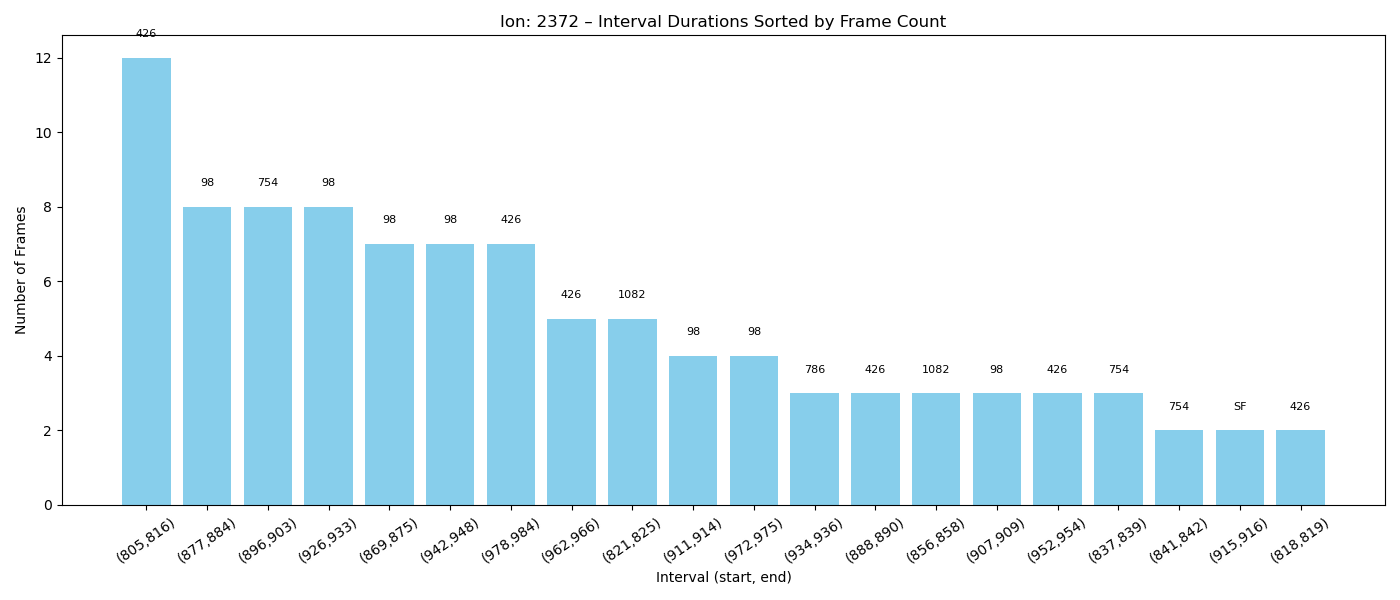 Ion: 2372 – Interval Durations Sorted by Frame Count
426
98 754 98
98 98 426
426 1082
98 98
786 426 1082 98 426 754
754 SF 426
Number of Frames
12
10
8
6
4
2
0
(805,816) (877,884) (896,903) (926,933) (869,875) (942,948) (978,984) (962,966) (821,825) (911,914) (972,975) (934,936) (888,890) (856,858) (907,909) (952,954) (837,839) (841,842) (915,916) (818,819)
Interval (start, end)